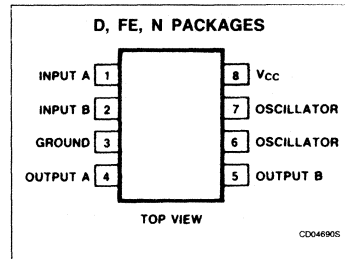 D, FE, N PACKAGES
INPUT A 1
8 VCC
INPUT B 2
7 OSCILLATOR
GROUND 3
6 OSCILLATOR
OUTPUT A 4
5 OUTPUT B
TOP VIEW
CD04690S